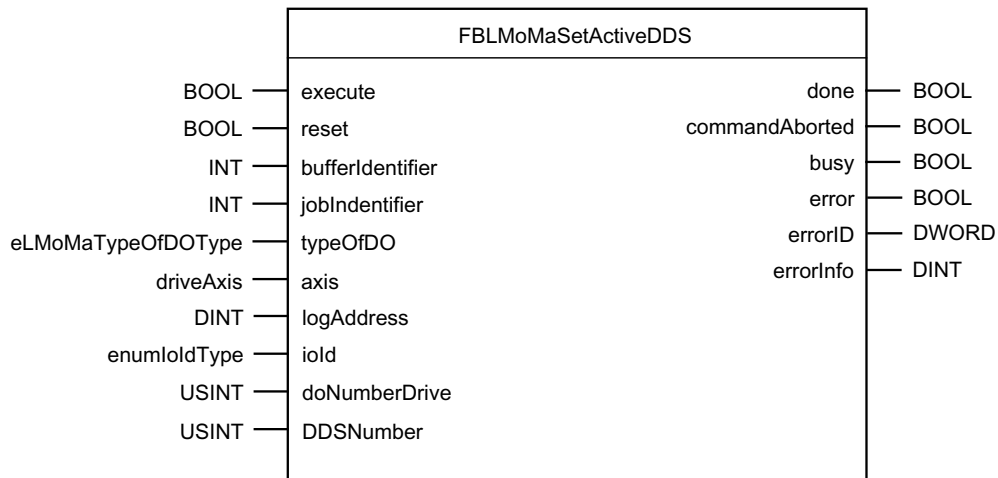 FBLMoMaSetActiveDDS
BOOL execute done BOOL
BOOL reset commandAborted BOOL
INT bufferIdentifier busy BOOL
INT jobIndentifier error BOOL
eLMoMaTypeOfDOType typeOfDO errorID DWORD
driveAxis axis errorInfo DINT
DINT logAddress
enumIoIdType ioId
USINT doNumberDrive
USINT DDSNumber